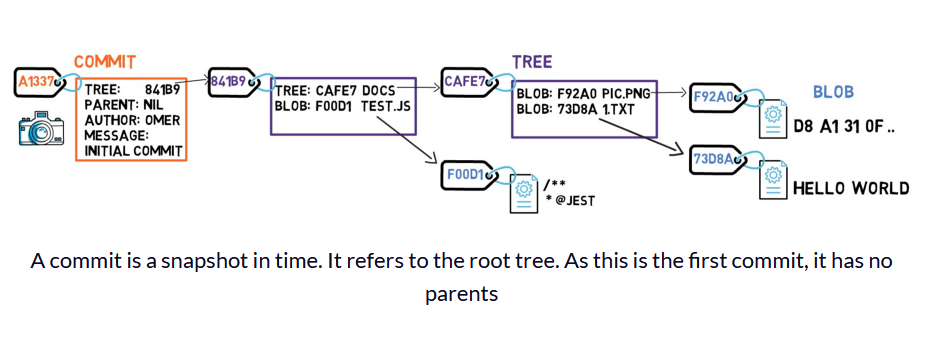 COMMIT
A1337
TREE: 841B9
PARENT: NIL
AUTHOR: OMER
MESSAGE:
INITIAL COMMIT
841B9
TREE: CAFE7 DOCS
BLOB: F00D1 TEST.JS
TREE
CAFE7
BLOB: F92A0 PIC.PNG
BLOB: 73D8A 1.TXT
F00D1
/**
* @JEST
BLOB
F92A0
D8 A1 31 0F ..
73D8A
HELLO WORLD
A commit is a snapshot in time. It refers to the root tree. As this is the first commit, it has no
parents